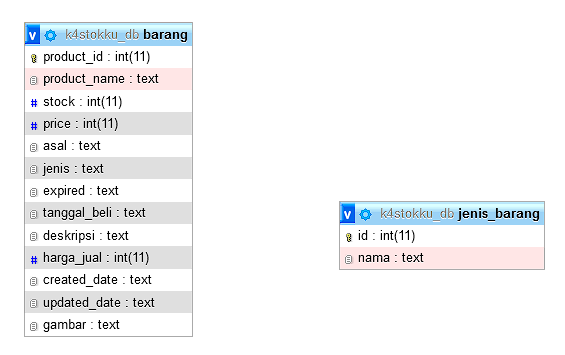 v k4stokku_db barang
product_id : int(11)
product_name : text
# stock : int(11)
# price : int(11)
asal : text
jenis : text
expired : text
tanggal_beli : text
deskripsi : text
# harga_jual : int(11)
created_date : text
updated_date : text
gambar : text
v k4stokku_db jenis_barang
id : int(11)
nama : text